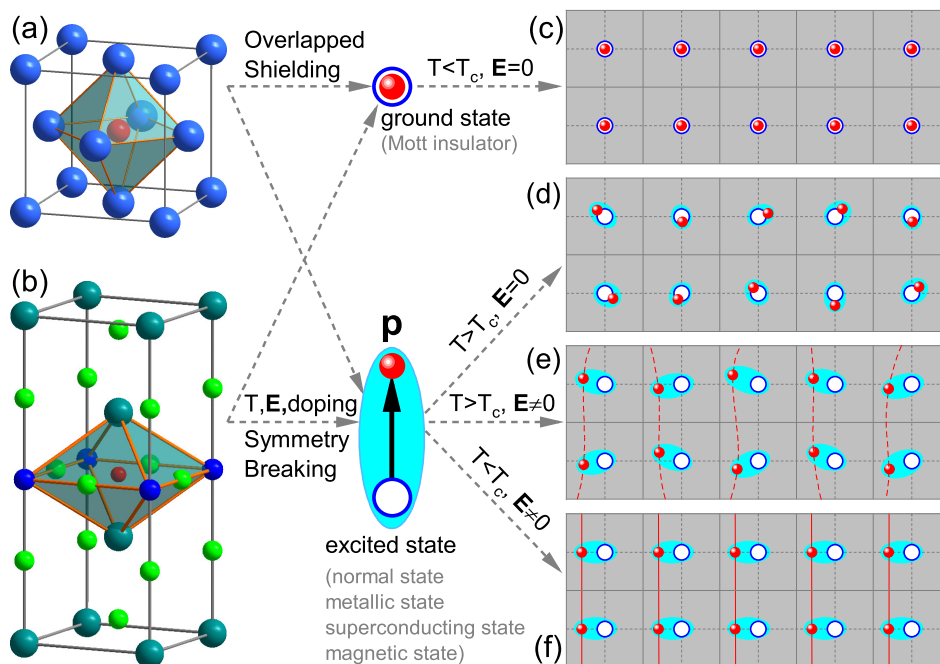 (a)
Overlapped
Shielding
T<Tc, E=0
(c)
ground state
(Mott insulator)
(d)
(b)
T>Tc, E=0
p
T,E,doping
T>Tc, E≠0
(e)
Symmetry
Breaking
T<Tc, E≠0
excited state
(normal state
metallic state
superconducting state
magnetic state)
(f)